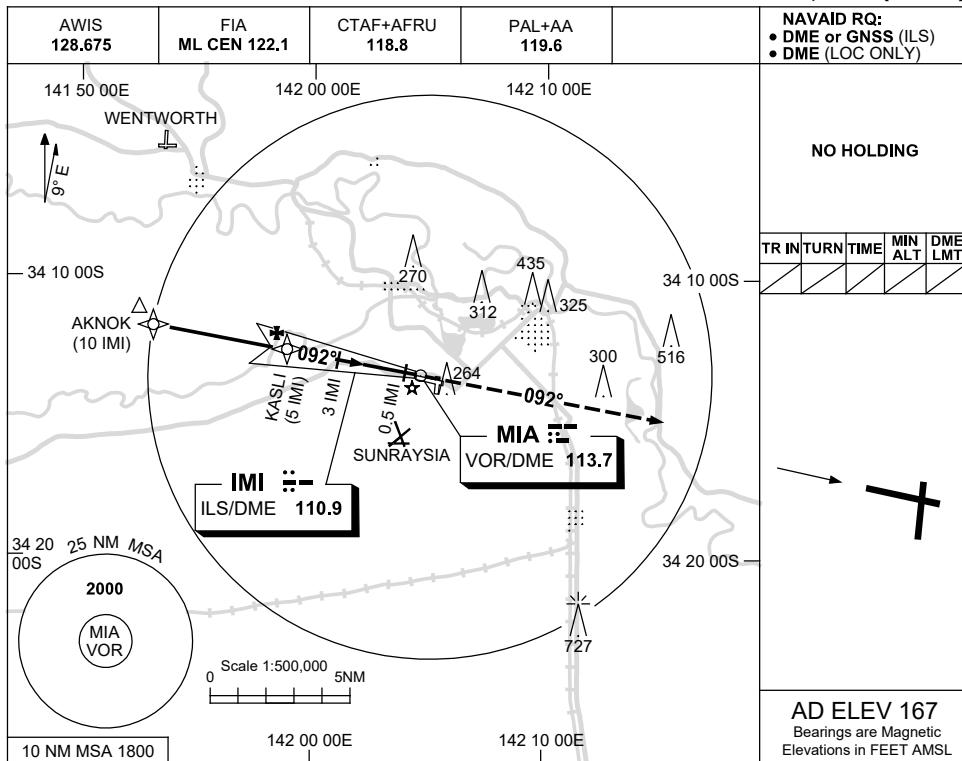 AWIS
128.675
FIA
ML CEN 122.1
CTAF+AFRU
118.8
PAL+AA
119.6
NAVAID RQ:
• DME or GNSS (ILS)
• DME (LOC ONLY)
141 50 00E
142 00 00E
142 10 00E
WENTWORTH
9° E
NO HOLDING
TR IN
TURN
TIME
MIN
ALT
DME
LMT
34 10 00S
34 10 00S
270
312
435
325
516
300
264
AKNOK
(10 IMI)
KASLI
(5 IMI)
092°
3 IMI
0.5 IMI
092°
SUNRAYSIA
MIA
VOR/DME 113.7
IMI
ILS/DME 110.9
34 20
00S
25 NM MSA
2000
MIA
VOR
34 20 00S
727
Scale 1:500,000
0
5NM
10 NM MSA 1800
142 00 00E
142 10 00E
AD ELEV 167
Bearings are Magnetic
Elevations in FEET AMSL